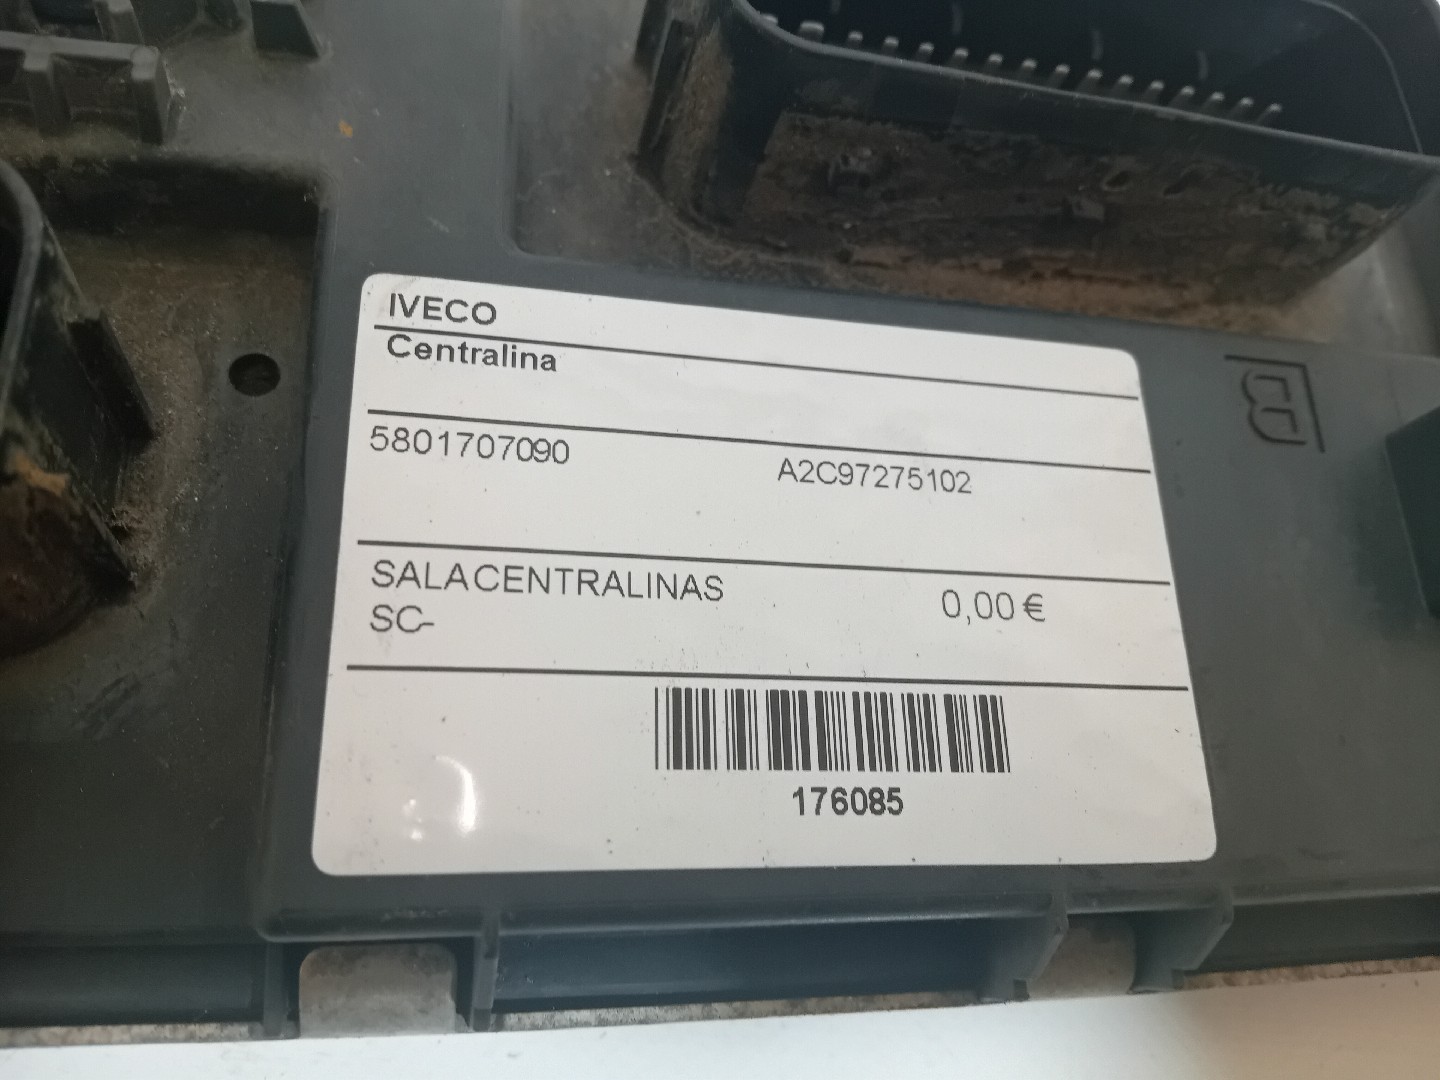 IVECO
Centralina
5801707090 A2C97275102
SALACENTRALINAS 0,00 €
SC-
176085
B